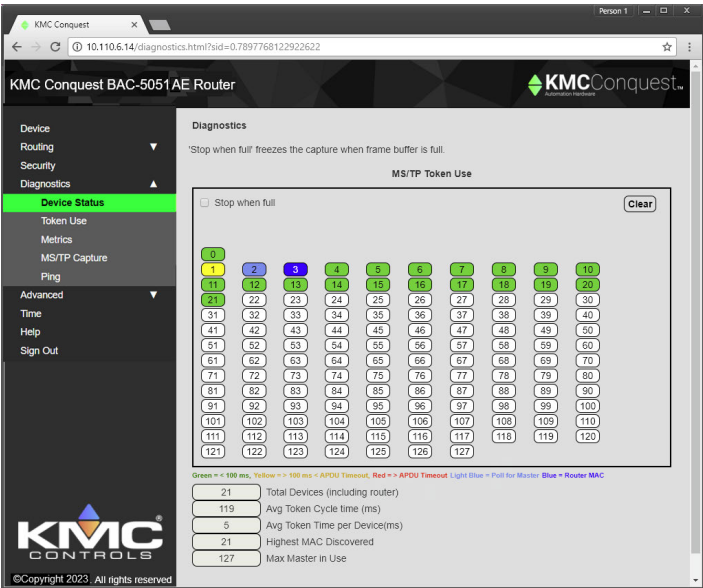 Person 1
KMC Conquest
10.110.6.14/diagnostics.html?sid=0.7897768122922622
KMC Conquest BAC-5051AE Router
KMCConquest™
Automation Hardware
Device
Routing
Security
Diagnostics
Device Status
Token Use
Metrics
MS/TP Capture
Ping
Advanced
Time
Help
Sign Out
KMC
CONTROLS
©Copyright 2023 All rights reserved
Diagnostics
'Stop when full' freezes the capture when frame buffer is full.
MS/TP Token Use
Stop when full
Clear
0
1 2 3 4 5 6 7 8 9 10
11 12 13 14 15 16 17 18 19 20
21 22 23 24 25 26 27 28 29 30
31 32 33 34 35 36 37 38 39 40
41 42 43 44 45 46 47 48 49 50
51 52 53 54 55 56 57 58 59 60
61 62 63 64 65 66 67 68 69 70
71 72 73 74 75 76 77 78 79 80
81 82 83 84 85 86 87 88 89 90
91 92 93 94 95 96 97 98 99 100
101 102 103 104 105 106 107 108 109 110
111 112 113 114 115 116 117 118 119 120
121 122 123 124 125 126 127
Green = < 100 ms, Yellow = > 100 ms < APDU Timeout, Red = > APDU Timeout Light Blue = Poll for Master Blue = Router MAC
21 Total Devices (including router)
119 Avg Token Cycle time (ms)
5 Avg Token Time per Device(ms)
21 Highest MAC Discovered
127 Max Master in Use